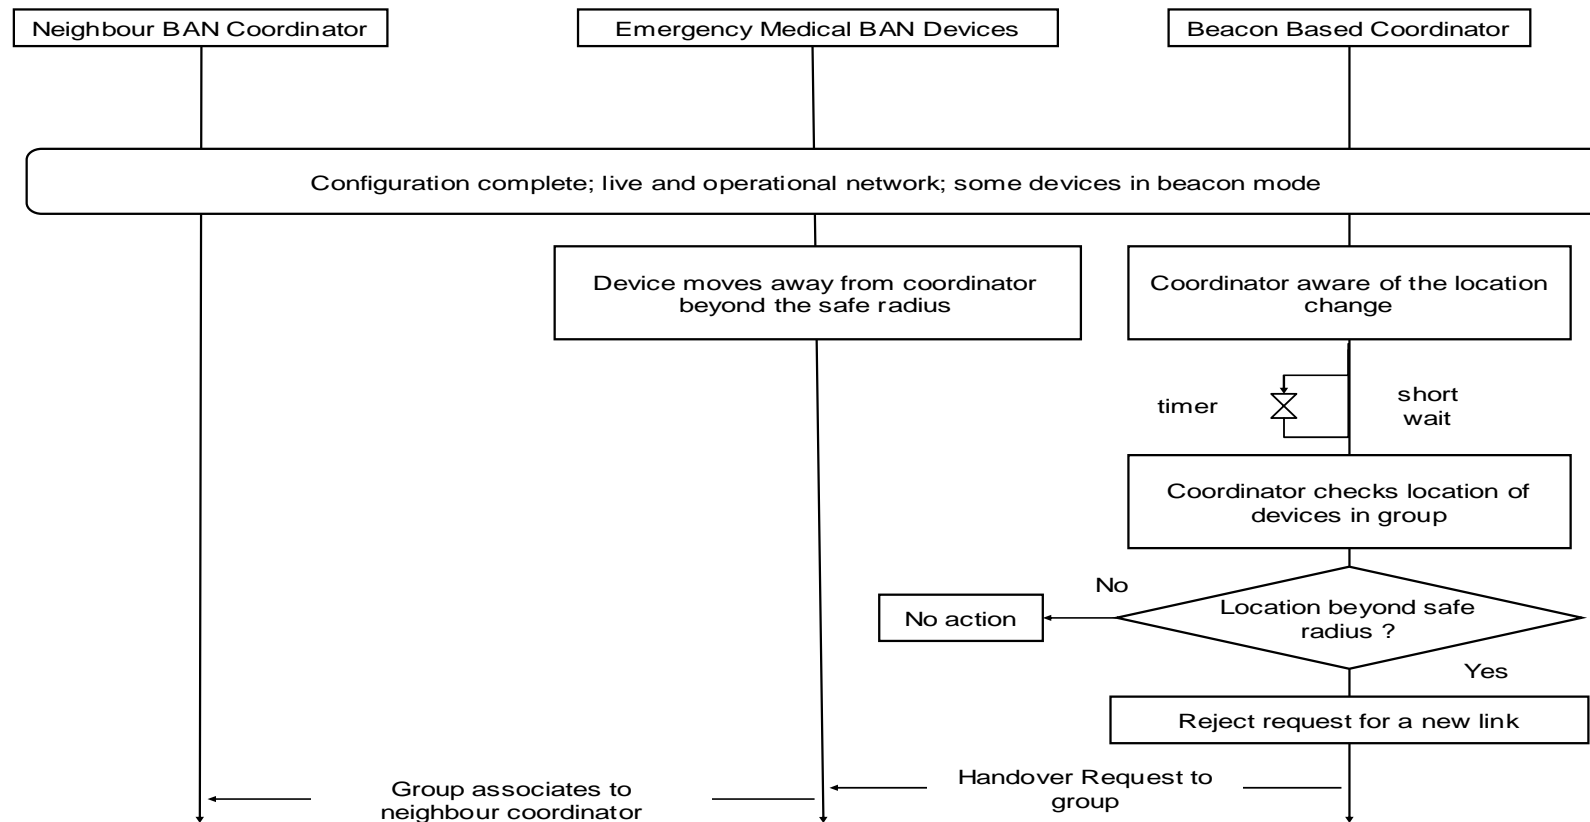 Neighbour BAN Coordinator
Emergency Medical BAN Devices
Beacon Based Coordinator
Configuration complete; live and operational network; some devices in beacon mode
Device moves away from coordinator
beyond the safe radius
Coordinator aware of the location
change
timer
short
wait
Coordinator checks location of
devices in group
No
No action
Location beyond safe
radius ?
Yes
Reject request for a new link
Handover Request to
group
Group associates to
neighbour coordinator